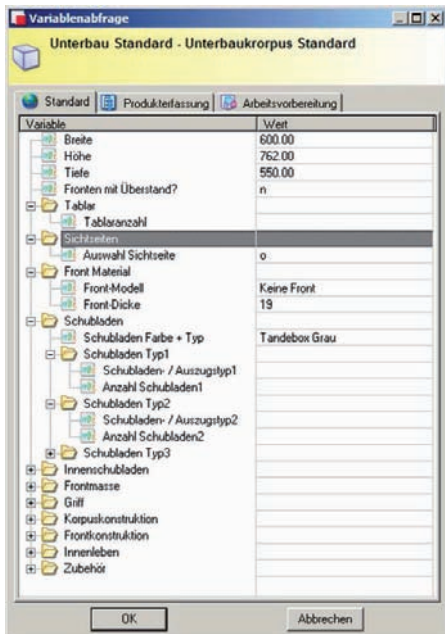 Variablenabfrage
Unterbau Standard - Unterbaukorpus Standard
Standard Produkterfassung Arbeitsvorbereitung
Variable Wert
Breite 600.00
Höhe 762.00
Tiefe 550.00
Fronten mit Überstand? n
Tablar
Tablaranzahl
Sichtseiten
Auswahl Sichtseite o
Front Material
Front-Modell Keine Front
Front-Dicke 19
Schubladen
Schubladen Farbe + Typ Tandebox Grau
Schubladen Typ1
Schubladen- / Auszugstyp1
Anzahl Schubladen1
Schubladen Typ2
Schubladen- / Auszugstyp2
Anzahl Schubladen2
Schubladen Typ3
Innenschubladen
Frontmasse
Griff
Korpuskonstruktion
Frontkonstruktion
Innenleben
Zubehör
OK Abbrechen